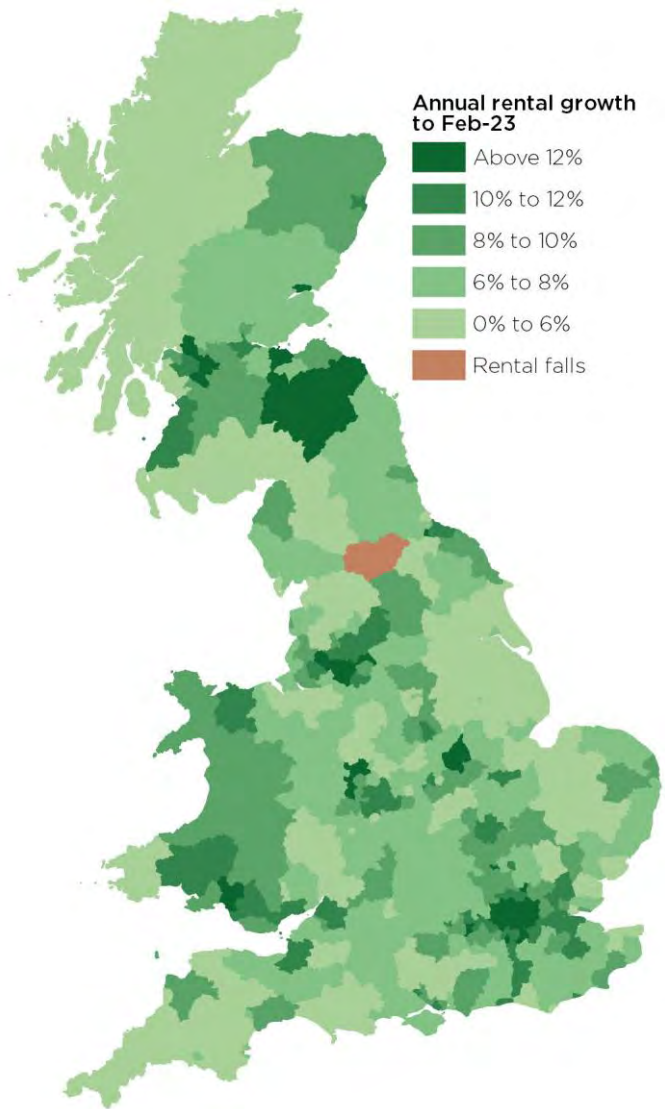 Annual rental growth
to Feb-23
Above 12%
10% to 12%
8% to 10%
6% to 8%
0% to 6%
Rental falls